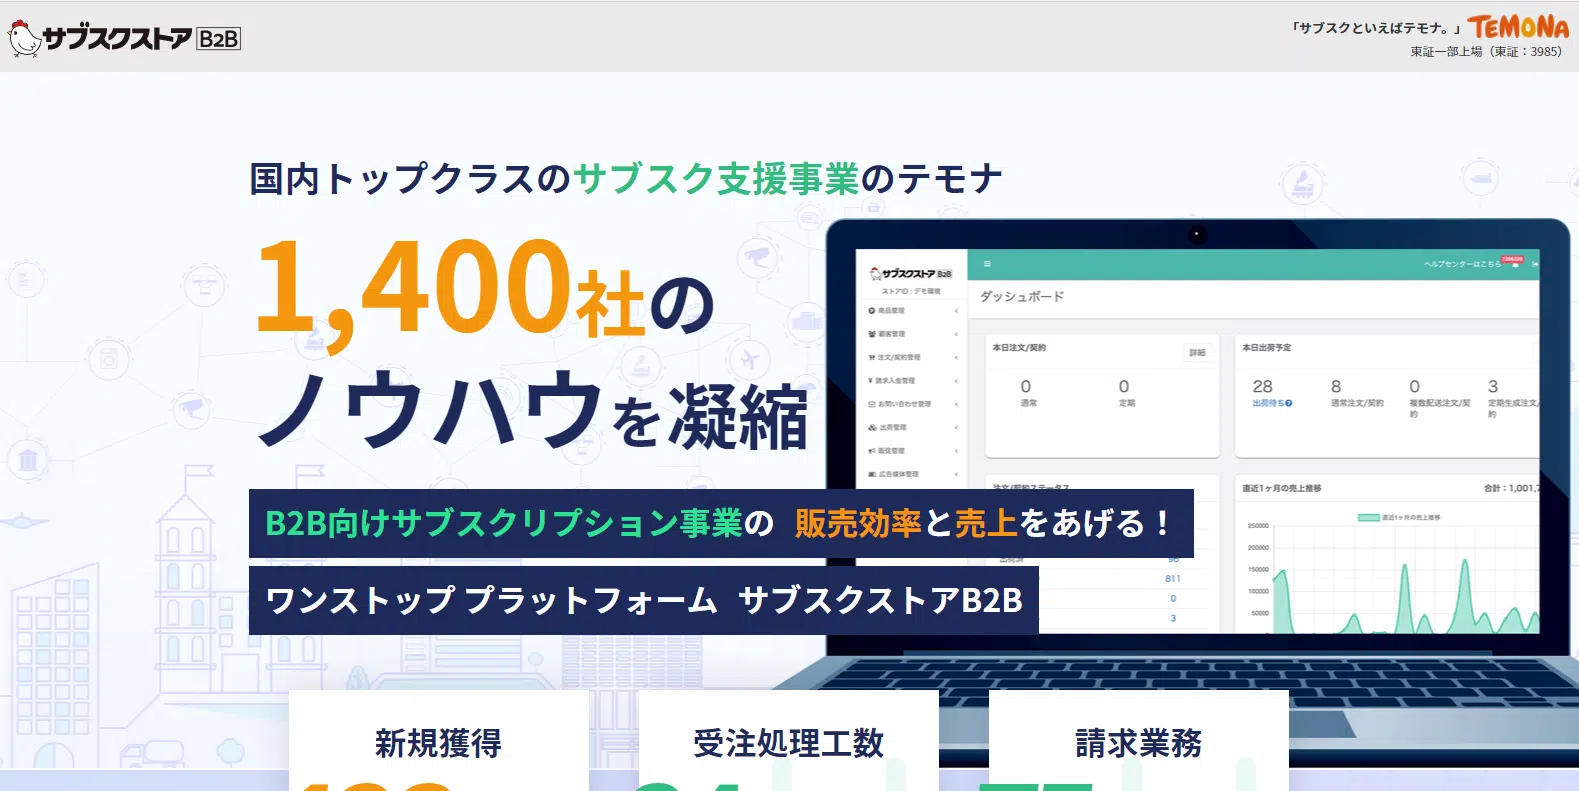 サブスクストア B2B
「サブスクといえばテモナ。」 TEMONA
東証一部上場（東証：3985）
国内トップクラスのサブスク支援事業のテモナ
1,400社の
ノウハウを凝縮
B2B向けサブスクリプション事業の 販売効率と売上をあげる！
ワンストップ プラットフォーム サブスクストアB2B
サブスクストア B2B
ストアID : デモ環境
商品管理
顧客管理
注文/契約管理
請求入金管理
お問い合わせ管理
出荷管理
販促管理
広告媒体管理
ヘルプセンターはこちら
ダッシュボード
本日注文/契約
詳細
0
通常
0
定期
本日出荷予定
28
出荷待ち
8
通常注文/契約
0
複数配送注文/契約
3
定期生成注文/
約
811
0
3
直近1ヶ月の売上推移
合計：1,001,7
直近1ヶ月の売上推移
250000
200000
150000
100000
50000
新規獲得
受注処理工数
請求業務